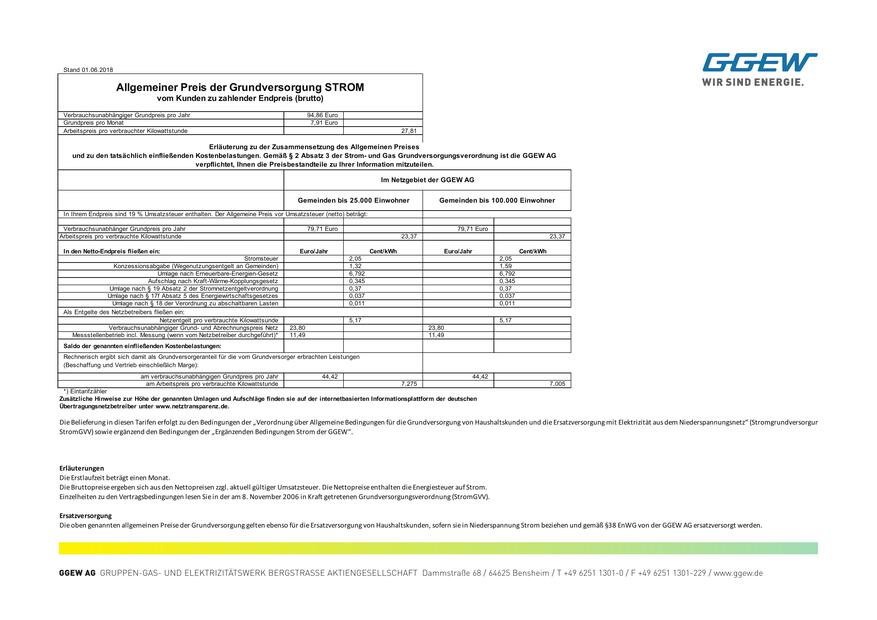 GGEW
WIR SIND ENERGIE.
Stand 01.06.2018
Allgemeiner Preis der Grundversorgung STROM
vom Kunden zu zahlender Endpreis (brutto)
Verbrauchsunabhängiger Grundpreis pro Jahr 94,86 Euro
Grundpreis pro Monat 7,91 Euro
Arbeitspreis pro verbrauchter Kilowattstunde 27,81
Erläuterung zu der Zusammensetzung des Allgemeinen Preises
und zu den tatsächlich einfließenden Kostenbelastungen. Gemäß § 2 Absatz 3 der Strom- und Gas Grundversorgungsverordnung ist die GGEW AG
verpflichtet, Ihnen die Preisbestandteile zu Ihrer Information mitzuteilen.
Im Netzgebiet der GGEW AG
Gemeinden bis 25.000 Einwohner Gemeinden bis 100.000 Einwohner
In Ihrem Endpreis sind 19 % Umsatzsteuer enthalten. Der Allgemeine Preis vor Umsatzsteuer (netto) beträgt:
Verbrauchsunabhänger Grundpreis pro Jahr 79,71 Euro 79,71 Euro
Arbeitspreis pro verbrauchte Kilowattstunde 23,37 23,37
In den Netto-Endpreis fließen ein: Euro/Jahr Cent/kWh Euro/Jahr Cent/kWh
Stromsteuer 2,05 2,05
Konzessionsabgabe (Wegenutzungsentgelt an Gemeinden) 1,32 1,59
Umlage nach Erneuerbare-Energien-Gesetz 6,792 6,792
Aufschlag nach Kraft-Wärme-Kopplungsgesetz 0,345 0,345
Umlage nach § 19 Absatz 2 der Stromnetzentgeltverordnung 0,37 0,37
Umlage nach § 17f Absatz 5 des Energiewirtschaftsgesetzes 0,037 0,037
Umlage nach § 18 der Verordnung zu abschaltbaren Lasten 0,011 0,011
Als Entgelte des Netzbetreibers fließen ein:
Netzentgelt pro verbrauchte Kilowattstunde 5,17 5,17
Verbrauchsunabhängiger Grund- und Abrechnungspreis Netz 23,80 23,80
Messstellenbetrieb incl. Messung (wenn vom Netzbetreiber durchgeführt)* 11,49 11,49
Saldo der genannten einfließenden Kostenbelastungen:
Rechnerisch ergibt sich damit als Grundversorgeranteil für die vom Grundversorger erbrachten Leistungen
(Beschaffung und Vertrieb einschließlich Marge):
am verbrauchsunabhängigen Grundpreis pro Jahr 44,42 44,42
am Arbeitspreis pro verbrauchte Kilowattstunde 7,275 7,005
*) Eintarifzähler
Zusätzliche Hinweise zur Höhe der genannten Umlagen und Aufschläge finden sie auf der internetbasierten Informationsplattform der deutschen
Übertragungsnetzbetreiber unter www.netztransparenz.de.
Die Belieferung in diesen Tarifen erfolgt zu den Bedingungen der „Verordnung über Allgemeine Bedingungen für die Grundversorgung von Haushaltskunden und die Ersatzversorgung mit Elektrizität aus dem Niederspannungsnetz" (Stromgrundversorgur
StromGVV) sowie ergänzend den Bedingungen der „Ergänzenden Bedingungen Strom der GGEW".
Erläuterungen
Die Erstlaufzeit beträgt einen Monat.
Die Bruttopreise ergeben sich aus den Nettopreisen zzgl. aktuell gültiger Umsatzsteuer. Die Nettopreise enthalten die Energiesteuer auf Strom.
Einzelheiten zu den Vertragsbedingungen lesen Sie in der am 8. November 2006 in Kraft getretenen Grundversorgungsverordnung (StromGVV).
Ersatzversorgung
Die oben genannten allgemeinen Preise der Grundversorgung gelten ebenso für die Ersatzversorgung von Haushaltskunden, sofern sie in Niederspannung Strom beziehen und gemäß §38 EnWG von der GGEW AG ersatzversorgt werden.
GGEW AG GRUPPEN-GAS- UND ELEKTRIZITÄTSWERK BERGSTRASSE AKTIENGESELLSCHAFT Dammstraße 68 / 64625 Bensheim / T +49 6251 1301-0 / F +49 6251 1301-229 / www.ggew.de